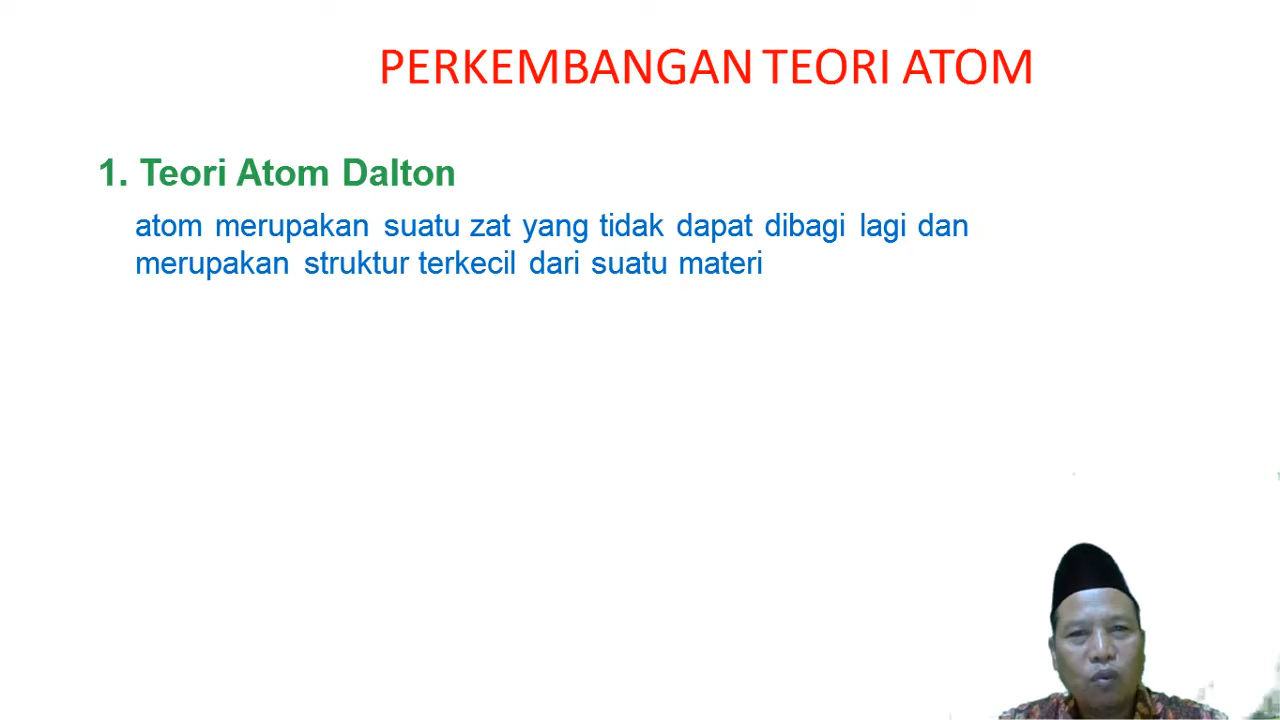 PERKEMBANGAN TEORI ATOM
1. Teori Atom Dalton
atom merupakan suatu zat yang tidak dapat dibagi lagi dan
merupakan struktur terkecil dari suatu materi